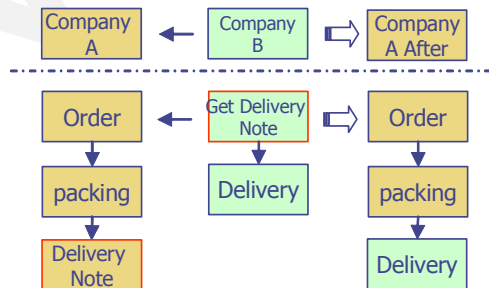 Company
A
Company
B
Company
A After
Order
Get Delivery
Note
Order
packing
Delivery
packing
Delivery
Note
Delivery